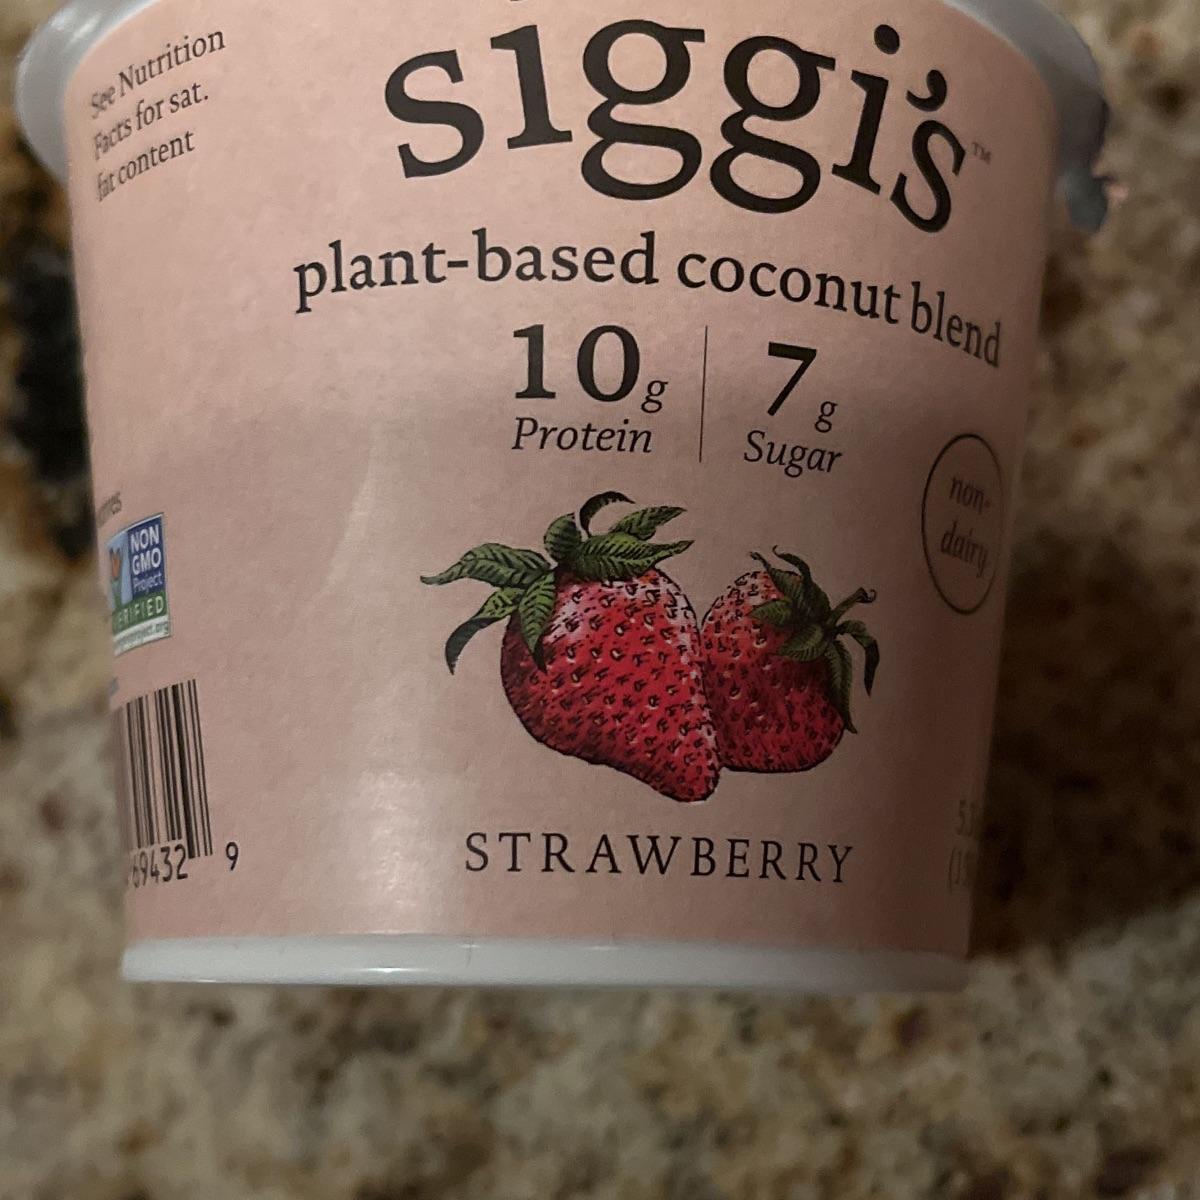 See Nutrition
Facts for sat.
fat content
siggi's™
plant-based coconut blend
10g
Protein
7g
Sugar
non-
dairy
NON
GMO
Project
VERIFIED
STRAWBERRY
69432 9